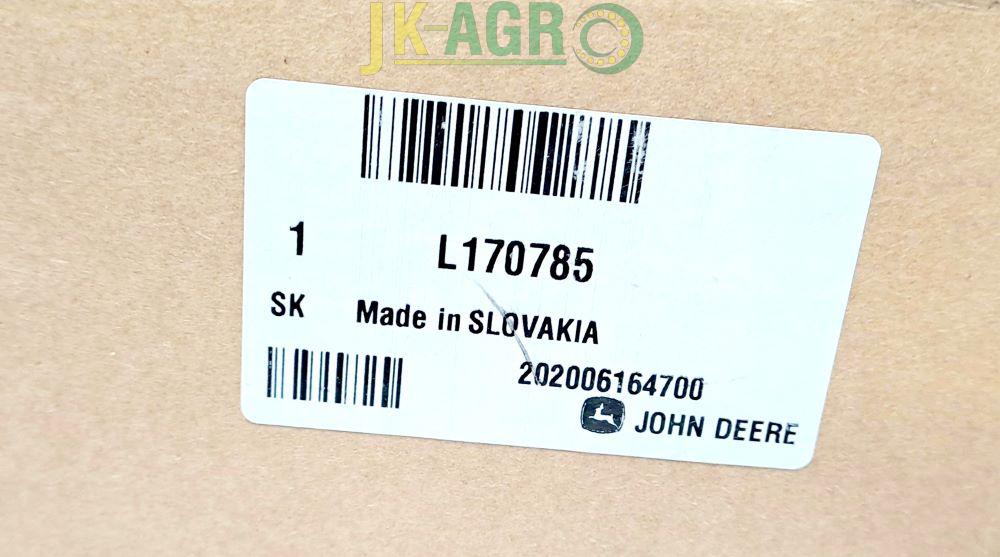 JK-AGRO
1 L170785
SK Made in SLOVAKIA
202006164700
JOHN DEERE